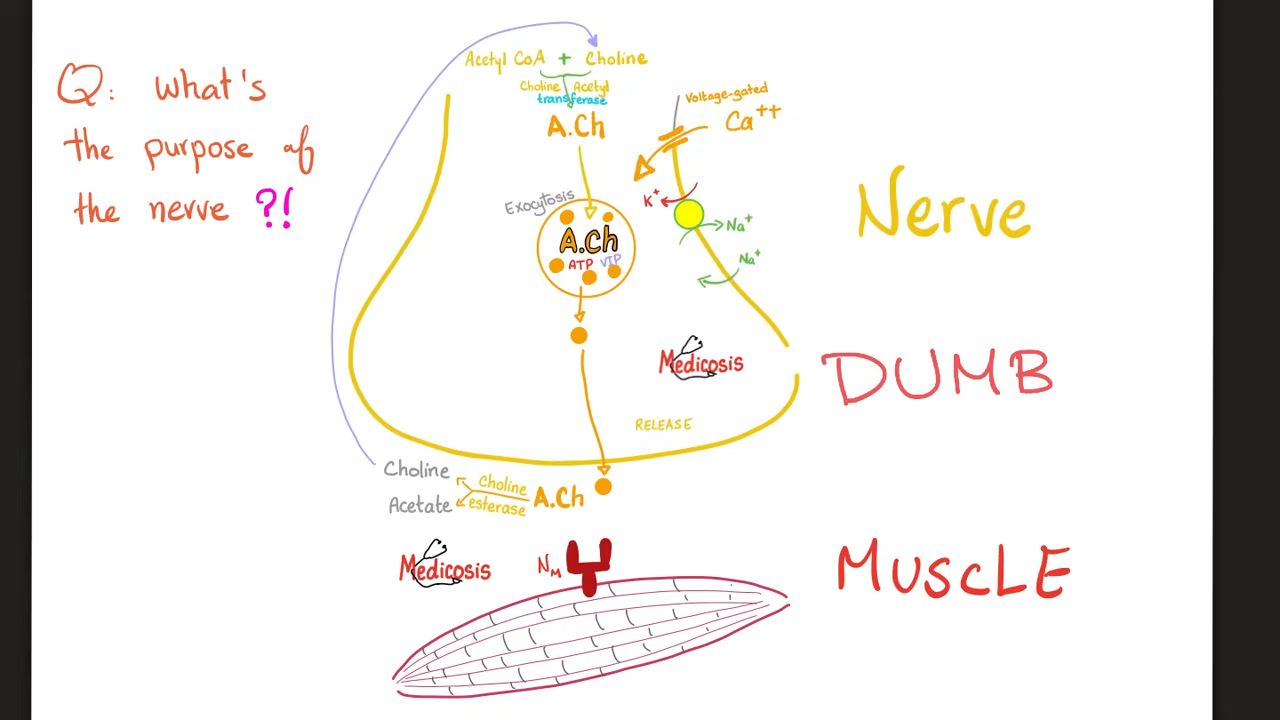 Q: What's
the purpose of
the nerve ?!
Acetyl CoA + Choline
Choline Acetyl
transferase
A.Ch
Voltage-gated
Ca++
Exocytosis
A.Ch
ATP VIP
K+
Na+
Na+
Nerve
Medicosis
DUMB
RELEASE
Choline
Acetate
Choline
esterase
A.Ch
Medicosis
NM
MUSCLE